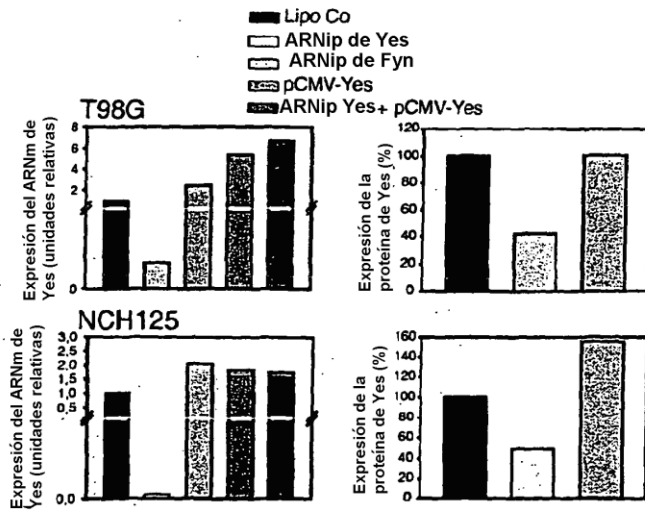 Lipo Co
ARNip de Yes
ARNip de Fyn
pCMV-Yes
ARNip Yes+ pCMV-Yes
T98G
Expresión del ARNm de
Yes (unidades relativas)
8
6
4
2
0
Expresión de la
proteína de Yes (%)
120
100
80
60
40
20
0
NCH125
Expresión del ARNm de
Yes (unidades relativas)
3,0
2,5
2,0
1,5
1,0
0,5
0,0
Expresión de la
proteína de Yes (%)
160
140
120
100
80
60
40
20
0